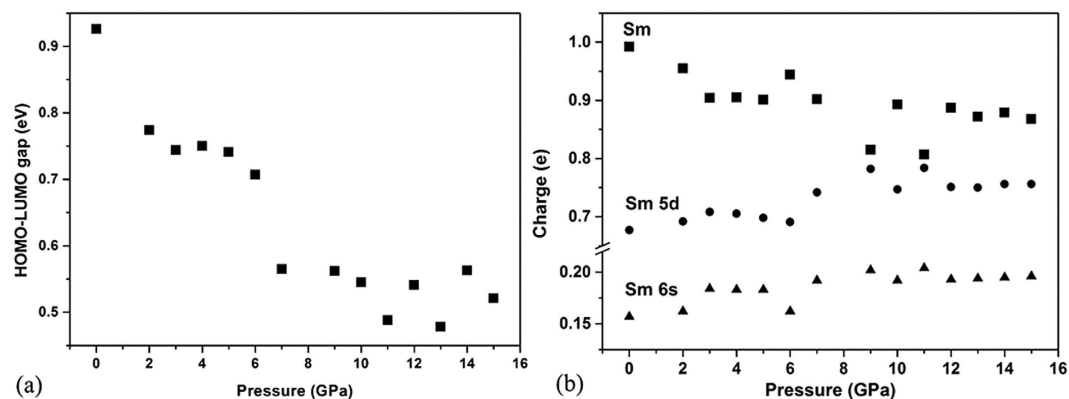 (a)
HOMO-LUMO gap (eV)
0.9
0.8
0.7
0.6
0.5
0 2 4 6 8 10 12 14 16
Pressure (GPa)
(b)
Charge (e)
1.0
0.9
0.8
0.7
0.20
0.15
Sm
Sm 5d
Sm 6s
0 2 4 6 8 10 12 14 16
Pressure (GPa)